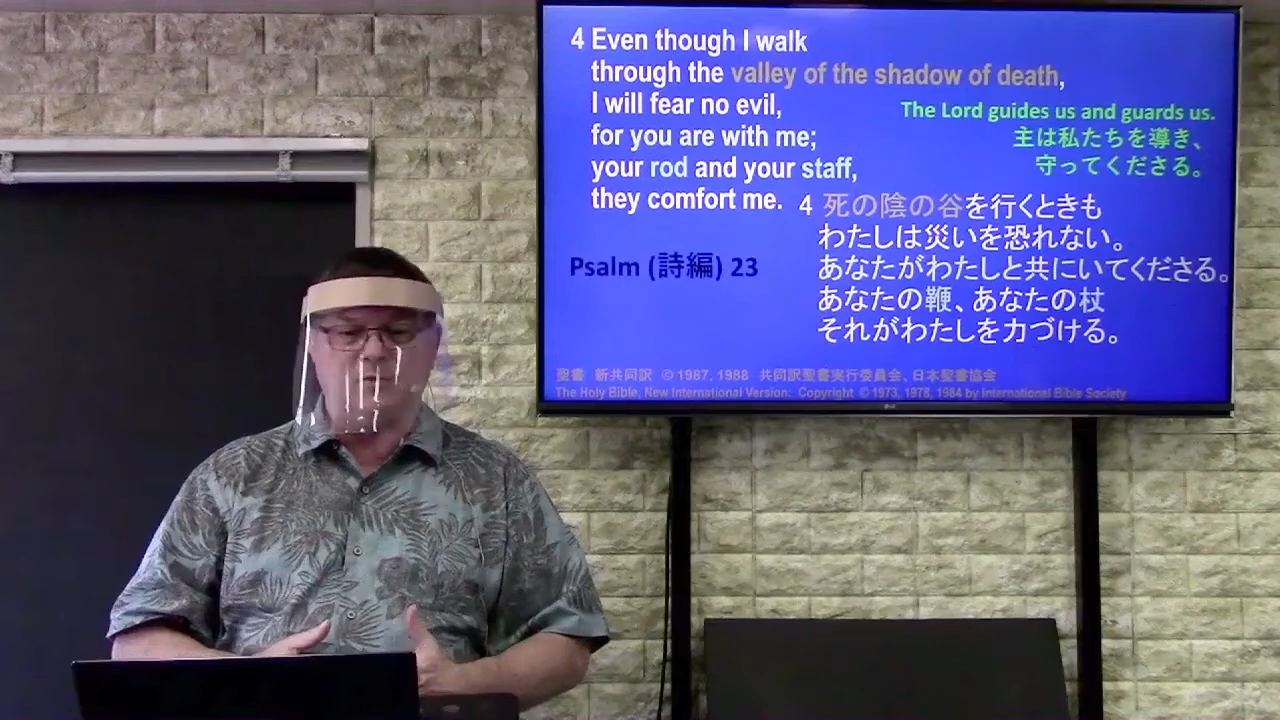 4 Even though I walk
through the valley of the shadow of death,
I will fear no evil,
for you are with me;
your rod and your staff,
they comfort me.
The Lord guides us and guards us.
主は私たちを導き、
守ってくださる。
4 死の陰の谷を行くときも
わたしは災いを恐れない。
あなたがわたしと共にいてくださる。
あなたの鞭、あなたの杖
それがわたしを力づける。
Psalm (詩編) 23
聖書 新共同訳 © 1987, 1988 共同訳聖書実行委員会、日本聖書協会
The Holy Bible, New International Version. Copyright © 1973, 1978, 1984 by International Bible Society
LG